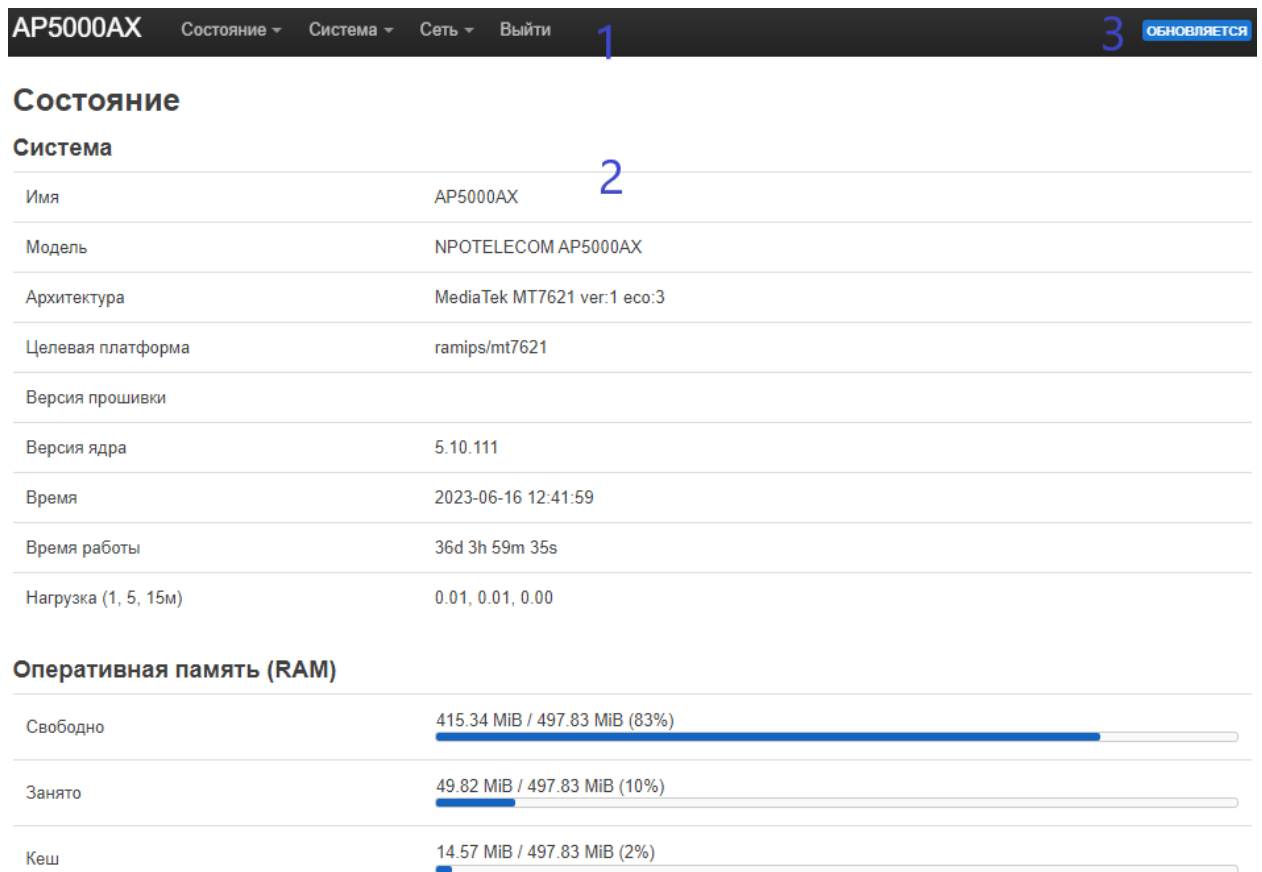 AP5000AX Состояние Система Сеть Выйти 1 3 ОБНОВЛЯЕТСЯ
Состояние
Система
2
Имя AP5000AX
Модель NPOTELECOM AP5000AX
Архитектура MediaTek MT7621 ver:1 eco:3
Целевая платформа ramips/mt7621
Версия прошивки
Версия ядра 5.10.111
Время 2023-06-16 12:41:59
Время работы 36d 3h 59m 35s
Нагрузка (1, 5, 15м) 0.01, 0.01, 0.00
Оперативная память (RAM)
Свободно 415.34 MiB / 497.83 MiB (83%)
Занято 49.82 MiB / 497.83 MiB (10%)
Кеш 14.57 MiB / 497.83 MiB (2%)